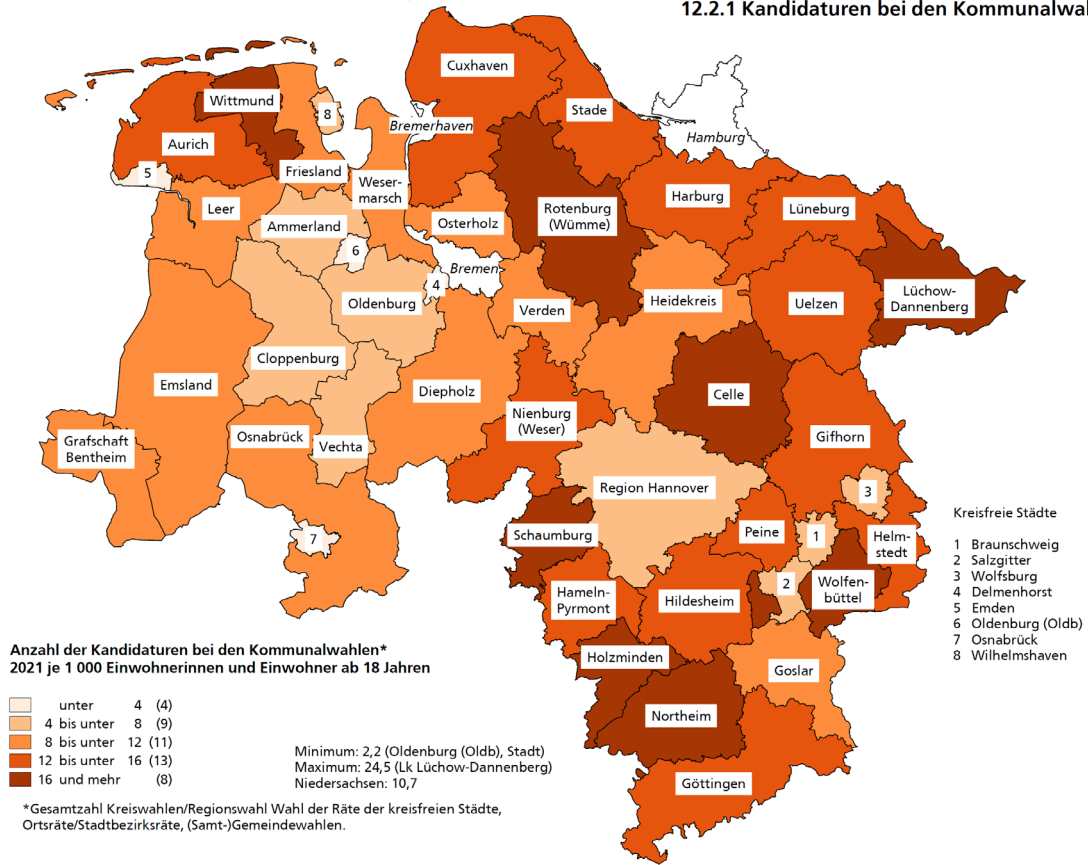 12.2.1 Kandidaturen bei den Kommunalwal
Cuxhaven
Stade
Wittmund
8
Bremerhaven
Hamburg
Aurich
5
Friesland
Weser-
marsch
Leer
Ammerland
Osterholz
Rotenburg
(Wümme)
Harburg
Lüneburg
6
Bremen
4
Oldenburg
Verden
Heidekreis
Uelzen
Lüchow-
Dannenberg
Cloppenburg
Emsland
Diepholz
Celle
Nienburg
(Weser)
Grafschaft
Bentheim
Osnabrück
Vechta
Gifhorn
Region Hannover
3
7
Schaumburg
Peine
1
Helm-
stedt
2
Wolfen-
büttel
Hameln-
Pyrmont
Hildesheim
Holzminden
Goslar
Northeim
Göttingen
Kreisfreie Städte
1 Braunschweig
2 Salzgitter
3 Wolfsburg
4 Delmenhorst
5 Emden
6 Oldenburg (Oldb)
7 Osnabrück
8 Wilhelmshaven
Anzahl der Kandidaturen bei den Kommunalwahlen*
2021 je 1 000 Einwohnerinnen und Einwohner ab 18 Jahren
unter 4 (4)
4 bis unter 8 (9)
8 bis unter 12 (11)
12 bis unter 16 (13)
16 und mehr (8)
Minimum: 2,2 (Oldenburg (Oldb), Stadt)
Maximum: 24,5 (Lk Lüchow-Dannenberg)
Niedersachsen: 10,7
*Gesamtzahl Kreiswahlen/Regionswahl Wahl der Räte der kreisfreien Städte,
Ortsräte/Stadtbezirksräte, (Samt-)Gemeindewahlen.